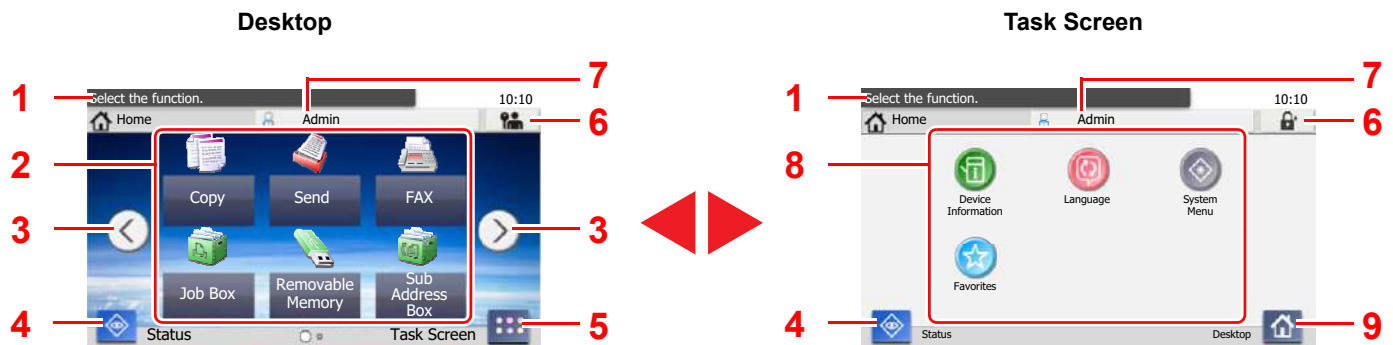 Desktop
Task Screen
7
7
1
Select the function.
10:10
1
Select the function.
10:10
Home
Admin
6
Home
Admin
6
2
8
Copy
Send
FAX
Device
Information
Language
System
Menu
3
3
Job Box
Removable
Memory
Sub
Address
Box
Favorites
4
Status
Task Screen
5
4
Status
Desktop
9